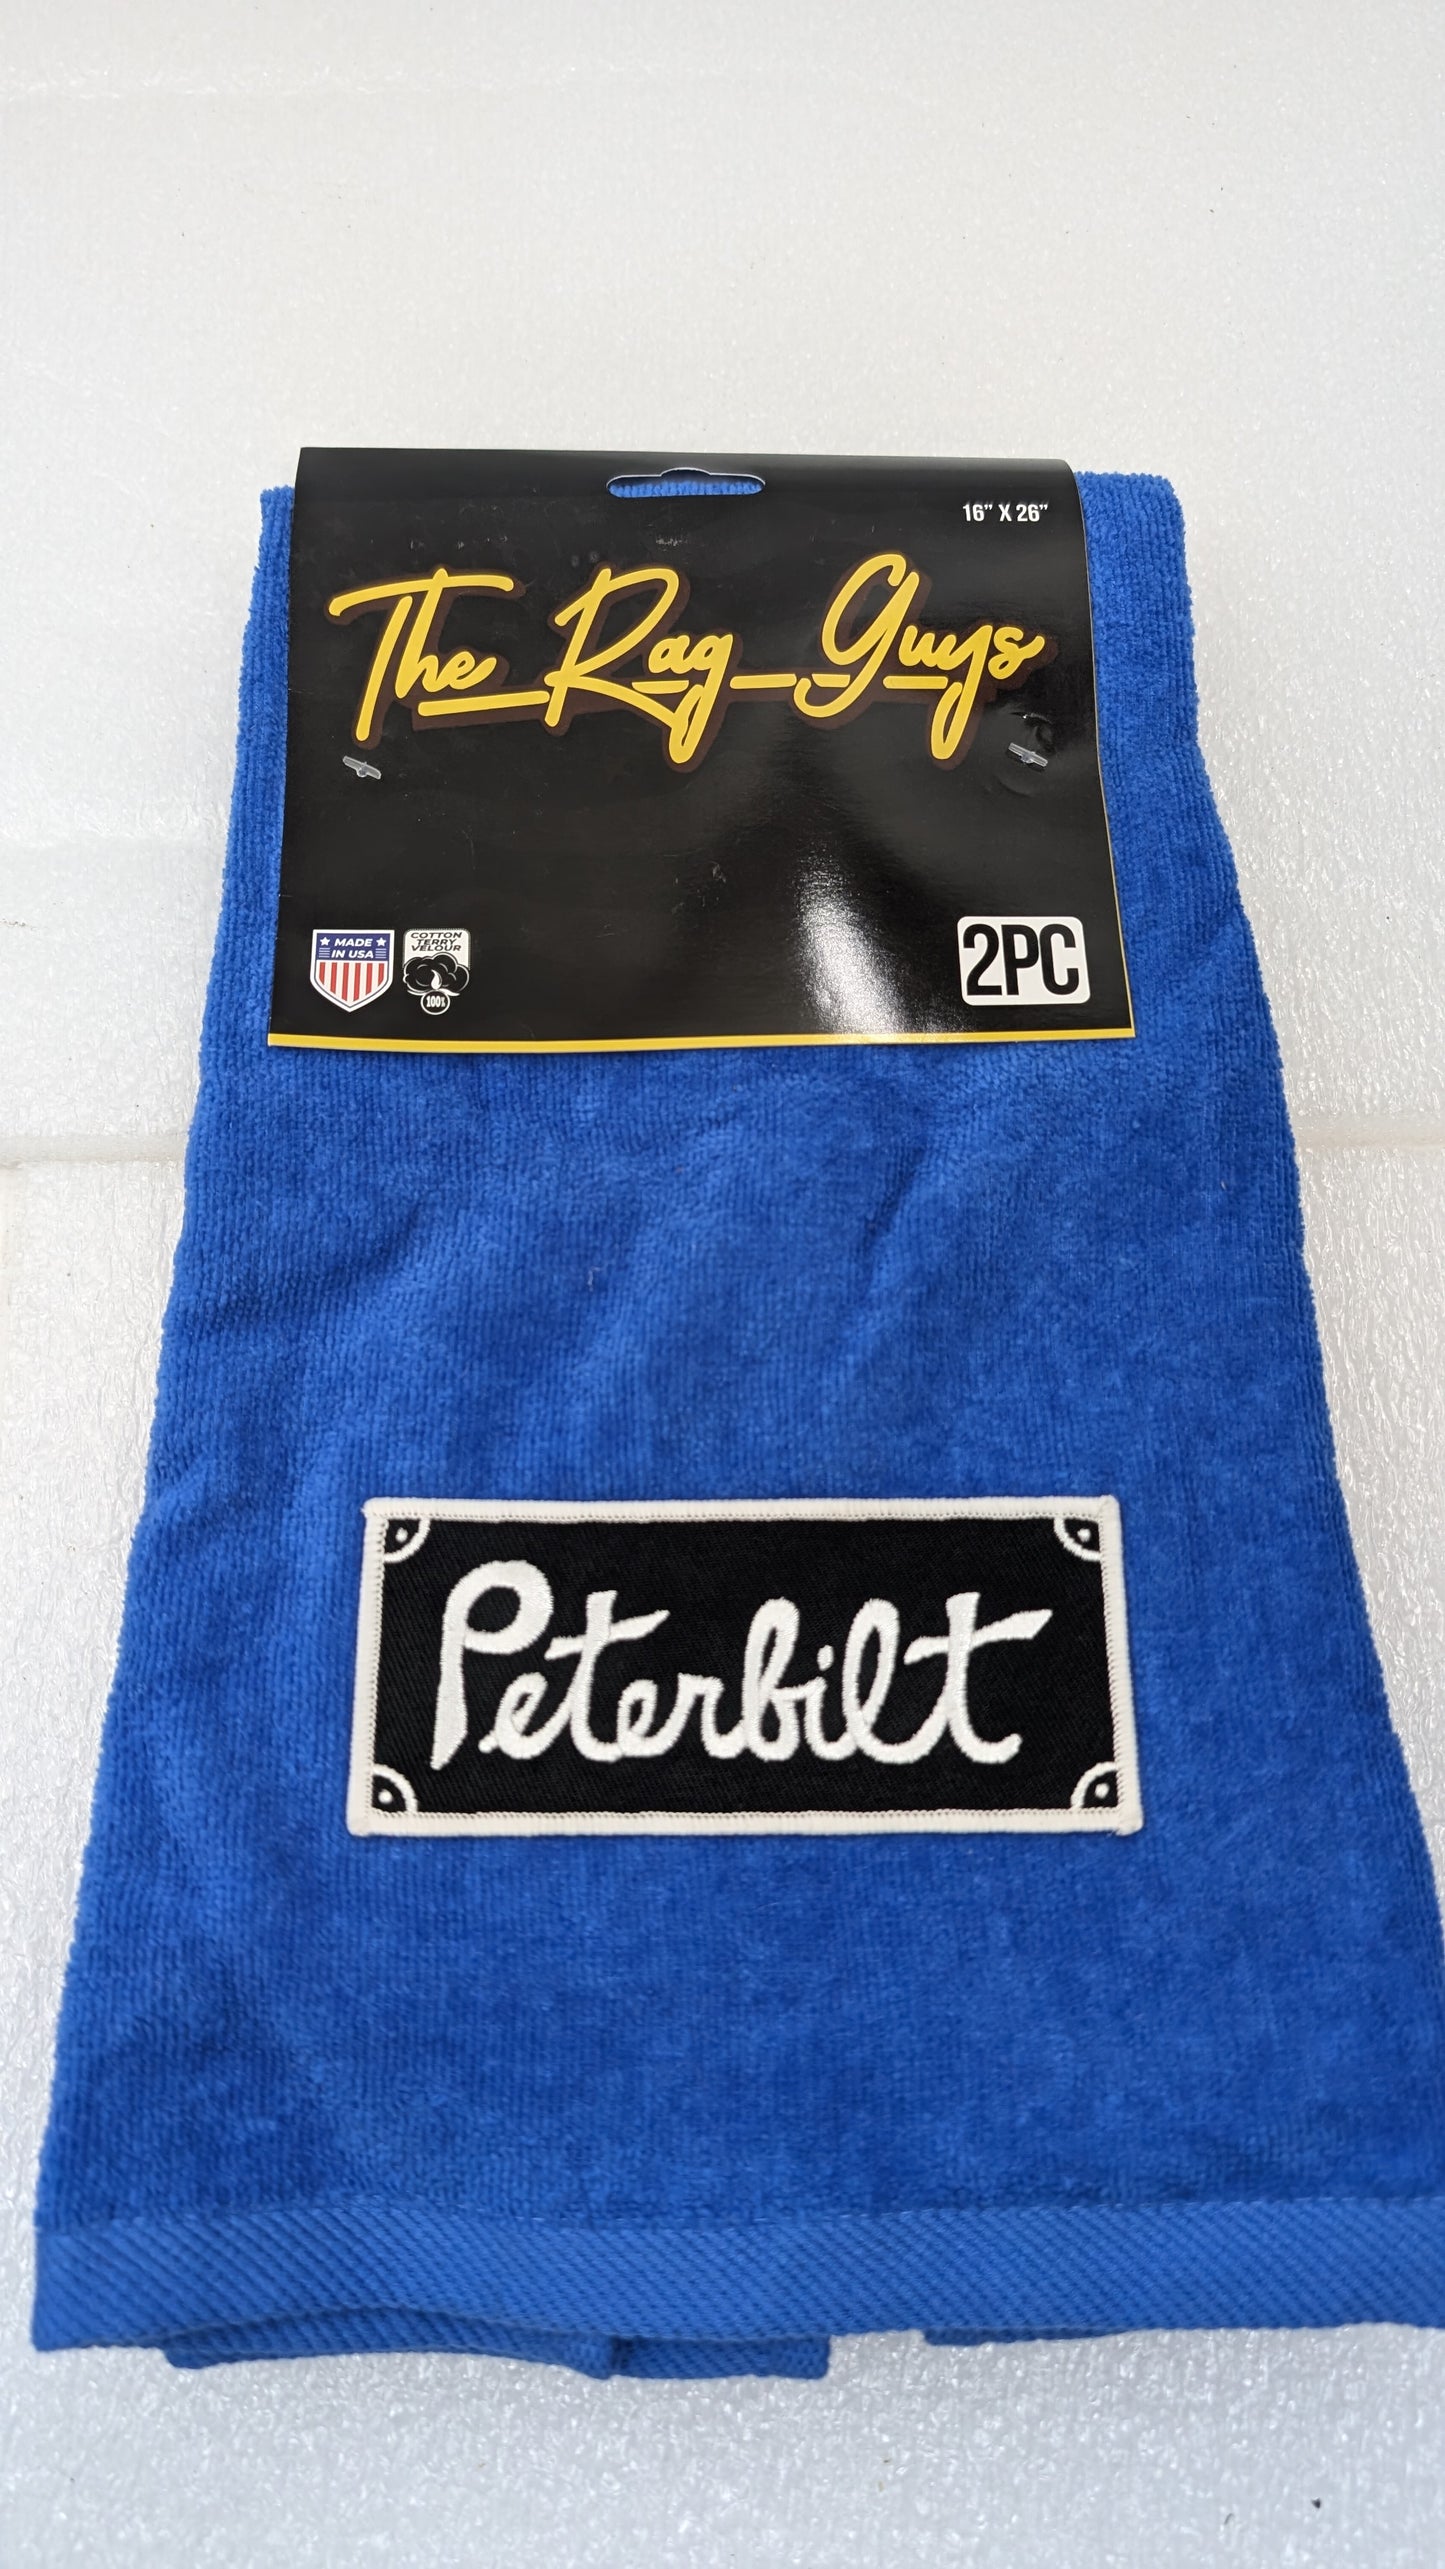 16" X 26"
The Rag Guys
MADE
IN USA
COTTON
TERRY
VELOUR
100%
2PC
Peterbilt